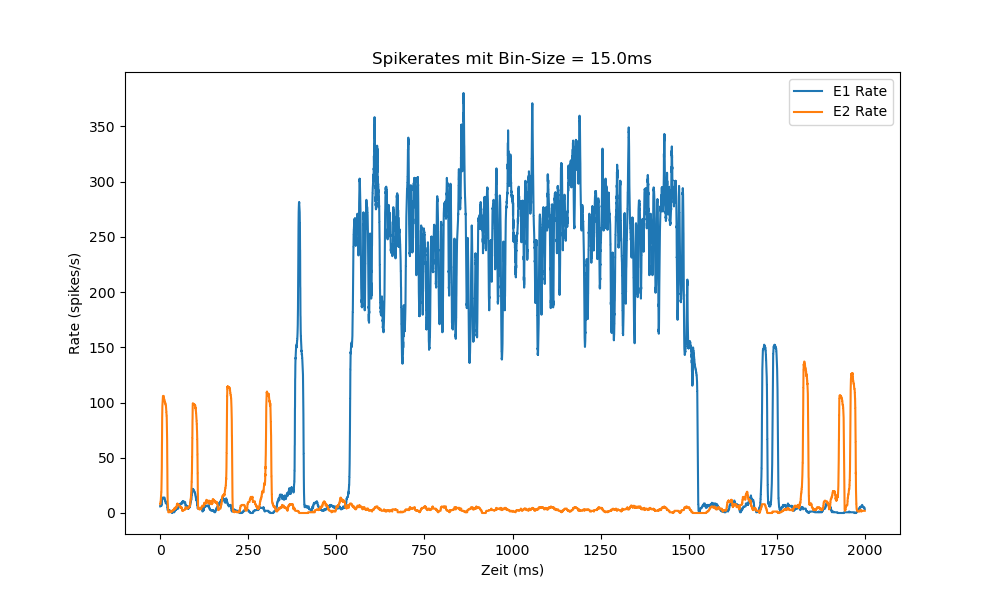 Spikerates mit Bin-Size = 15.0ms
E1 Rate
E2 Rate
Rate (spikes/s)
350
300
250
200
150
100
50
0
0 250 500 750 1000 1250 1500 1750 2000
Zeit (ms)